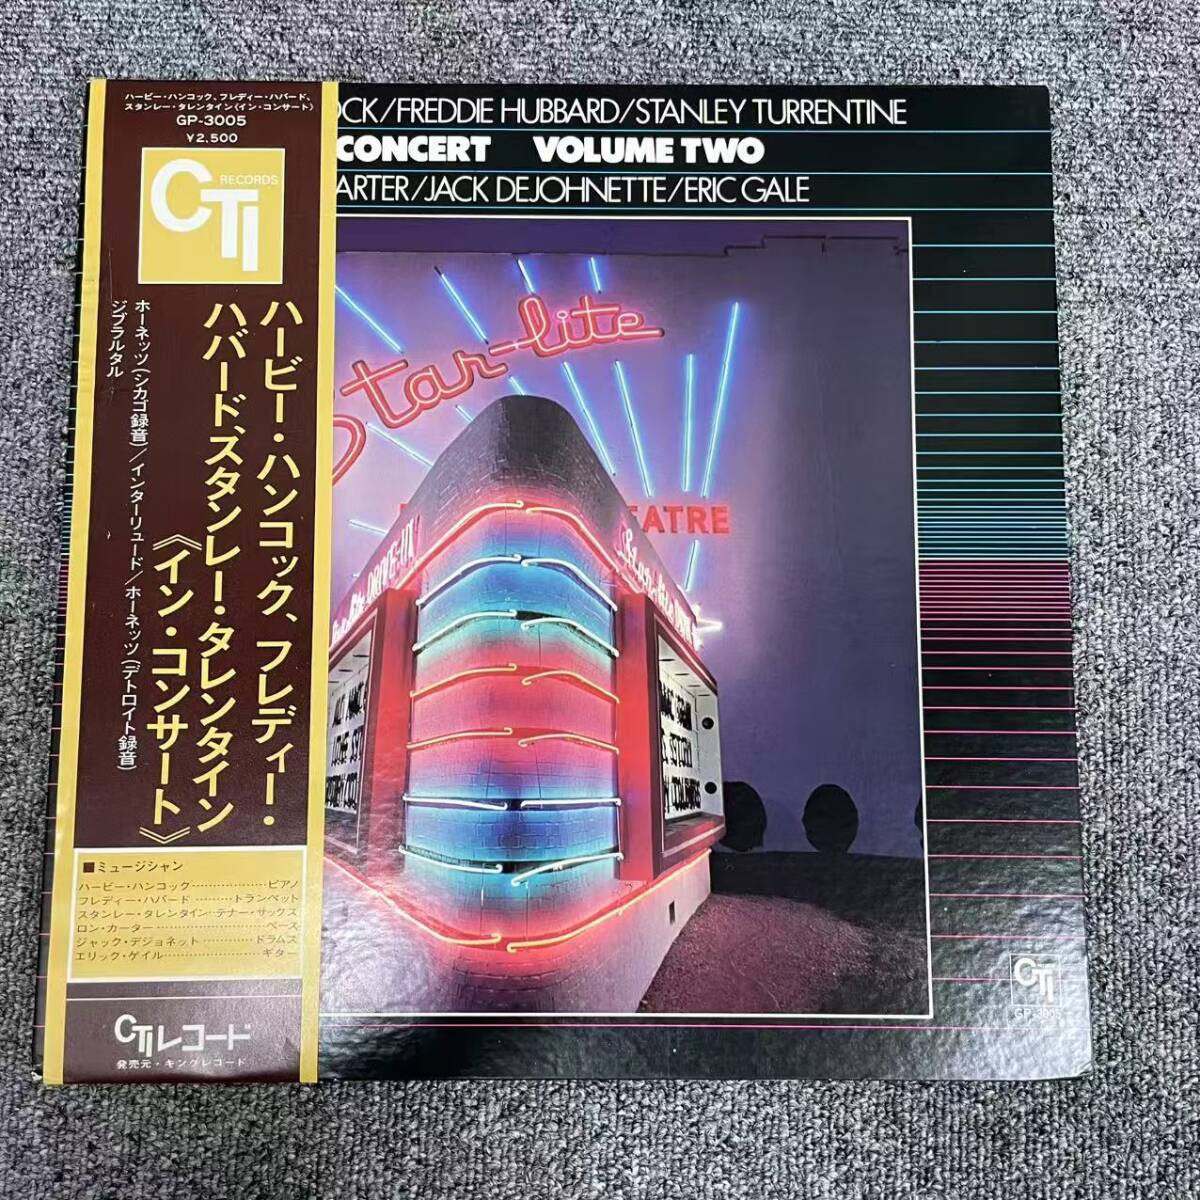 ハービー・ハンコック、フレディー・ハバード、
スタンレー・タレンタイン〈イン・コンサート〉
GP-3005
¥2,500
CTI
RECORDS
ハービー・ハンコック、フレディー・
ハバード、スタンレー・タレンタイン
《イン・コンサート》
ホーネッツ(シカゴ録音)/インターリュード/ホーネッツ(デトロイト録音)
ジブラルタル
■ミュージシャン
ハービー・ハンコック………………ピアノ
フレディー・ハバード………トランペット
スタンレー・タレンタイン…テナー・サックス
ロン・カーター………………ベース
ジャック・デジョネット…………ドラムス
エリック・ゲイル………………ギター
CTIレコード
発売元・キングレコード
OCK/FREDDIE HUBBARD/STANLEY TURRENTINE
CONCERT VOLUME TWO
ARTER/JACK DEJOHNETTE/ERIC GALE
Star-lite
EATRE
DRIVE-IN
Star-lite
CTI
GP-3005